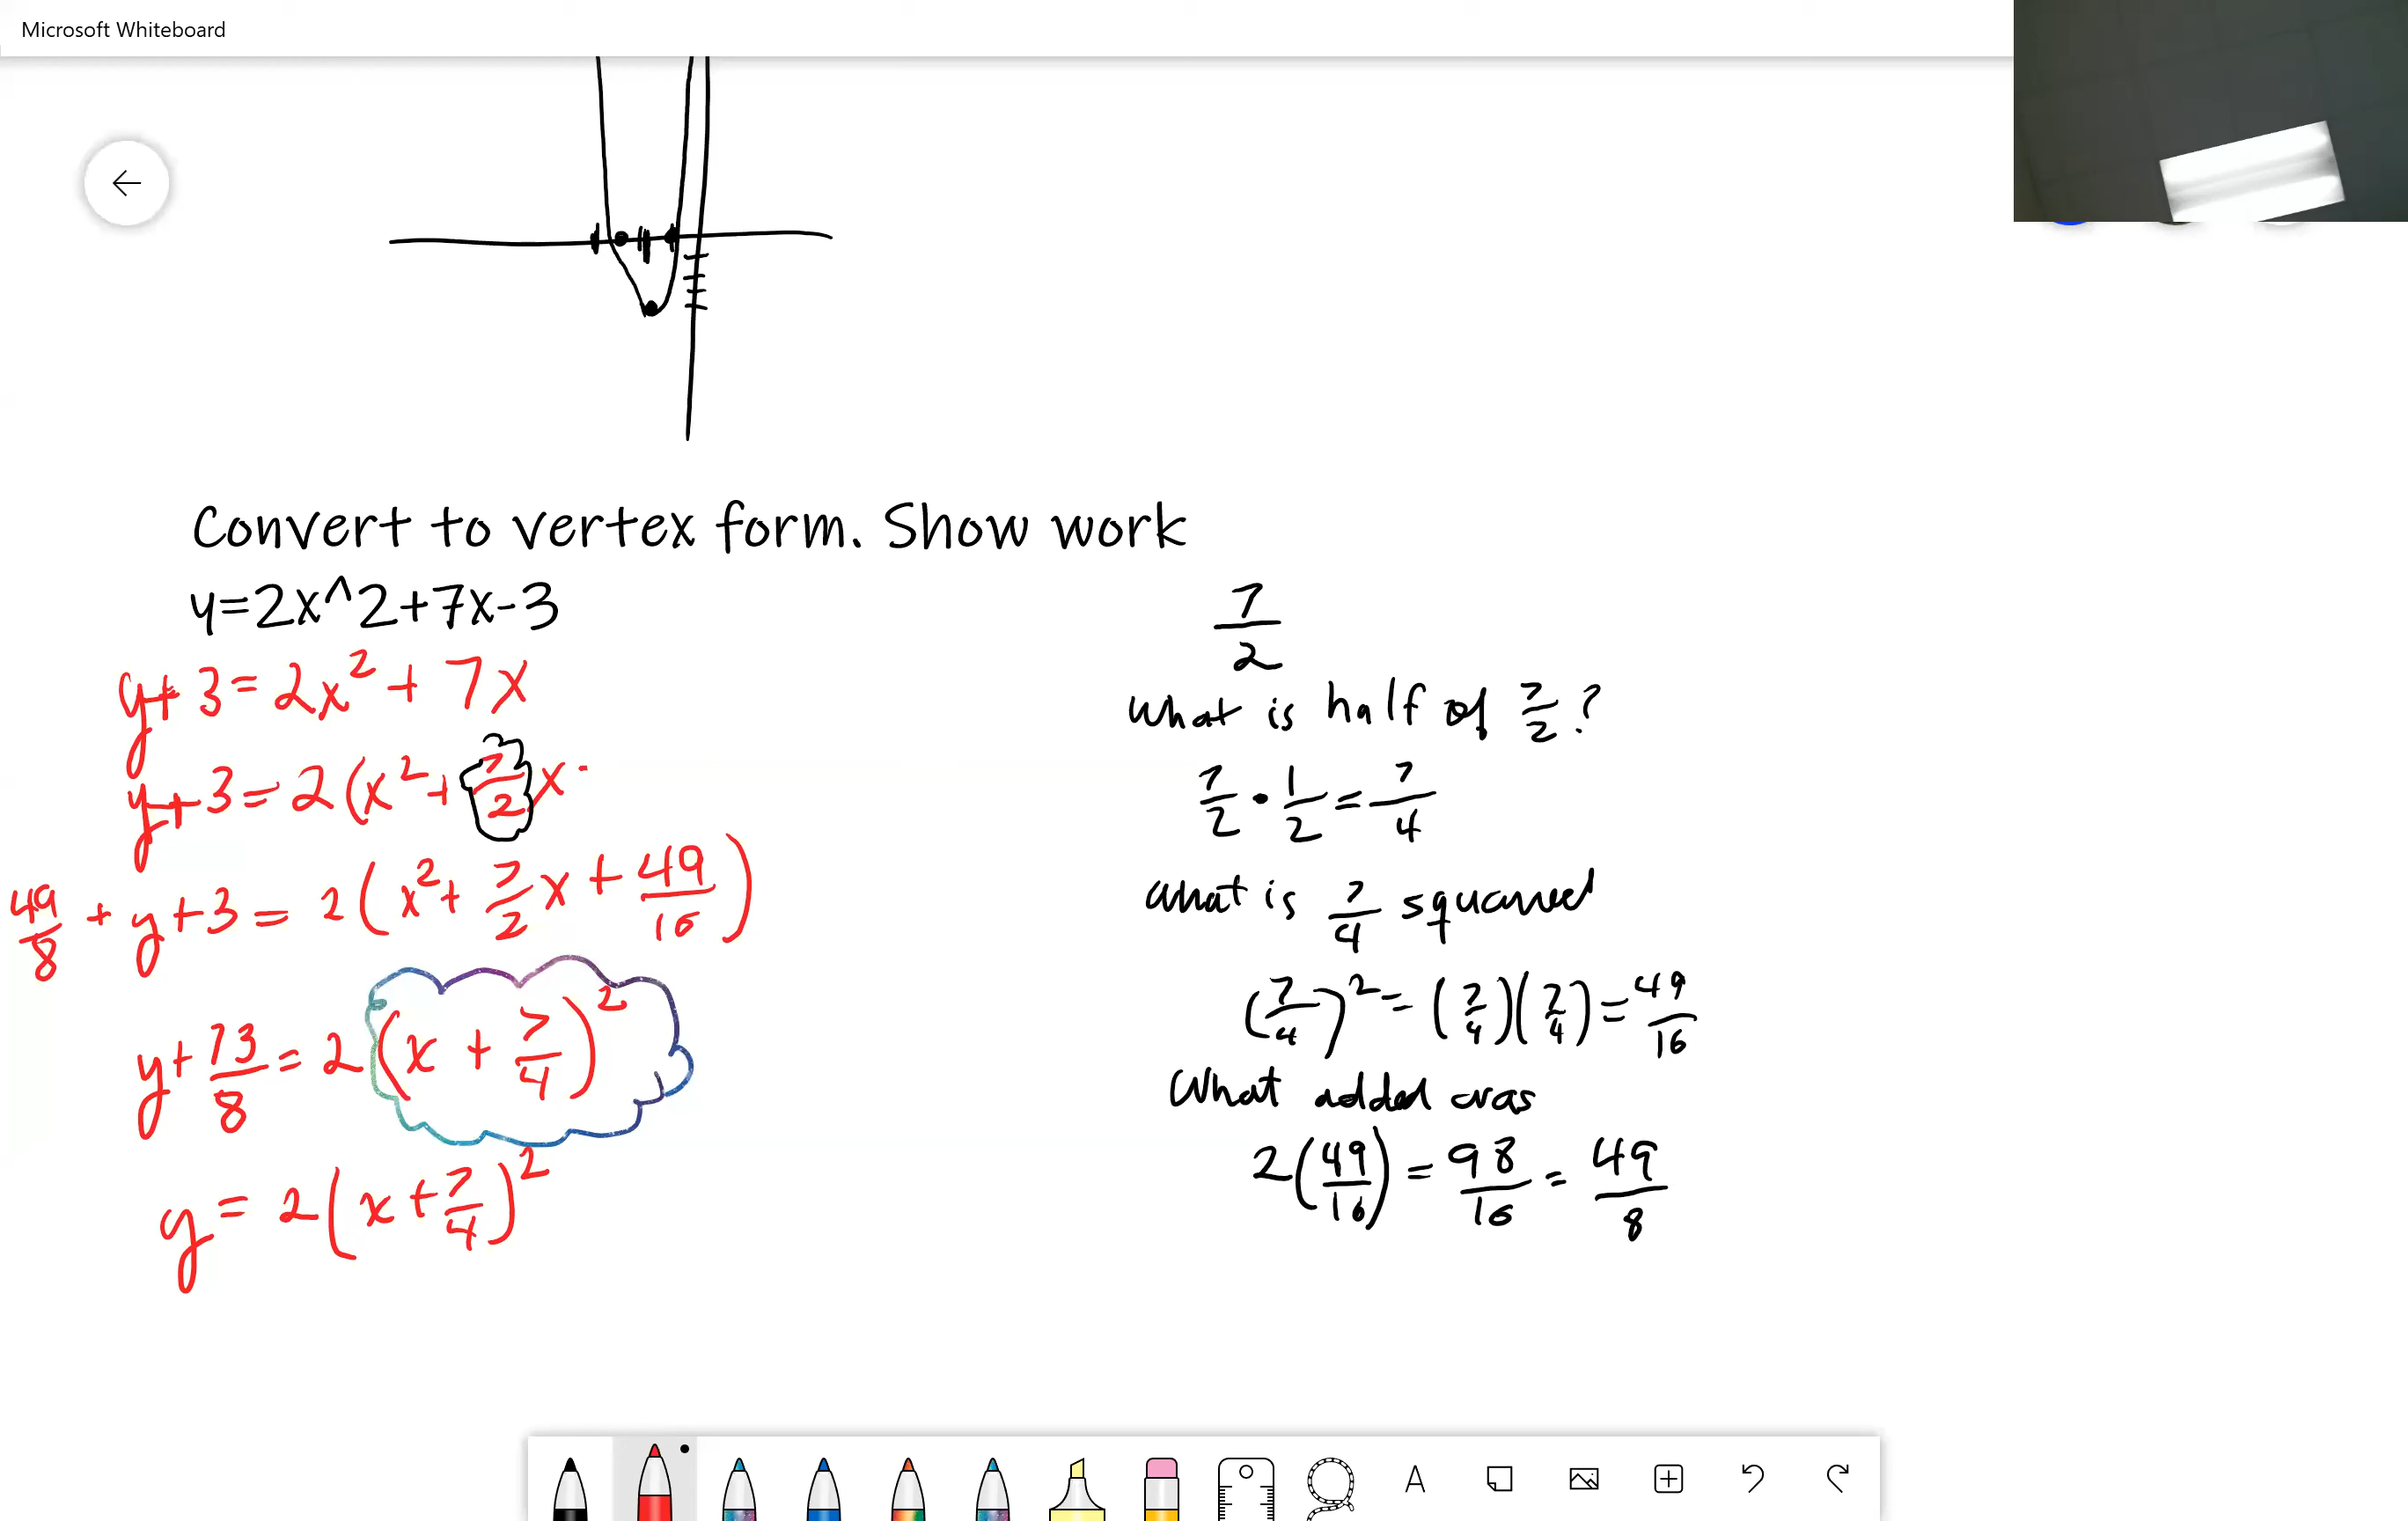 Microsoft Whiteboard
Convert to vertex form. Show work
y=2x^2+7x-3
y+3=2x²+7x
y+3=2(x²+7/2x
49/8+y+3=2(x²+7/2x+49/16)
y+73/8=2(x+7/4)²
y=2(x+7/4)²
7/2
What is half of 7/2?
7/2•1/2=7/4
What is 7/4 squared
(7/4)²=(7/4)(7/4)=49/16
What added was
2(49/16)=98/16=49/8
A